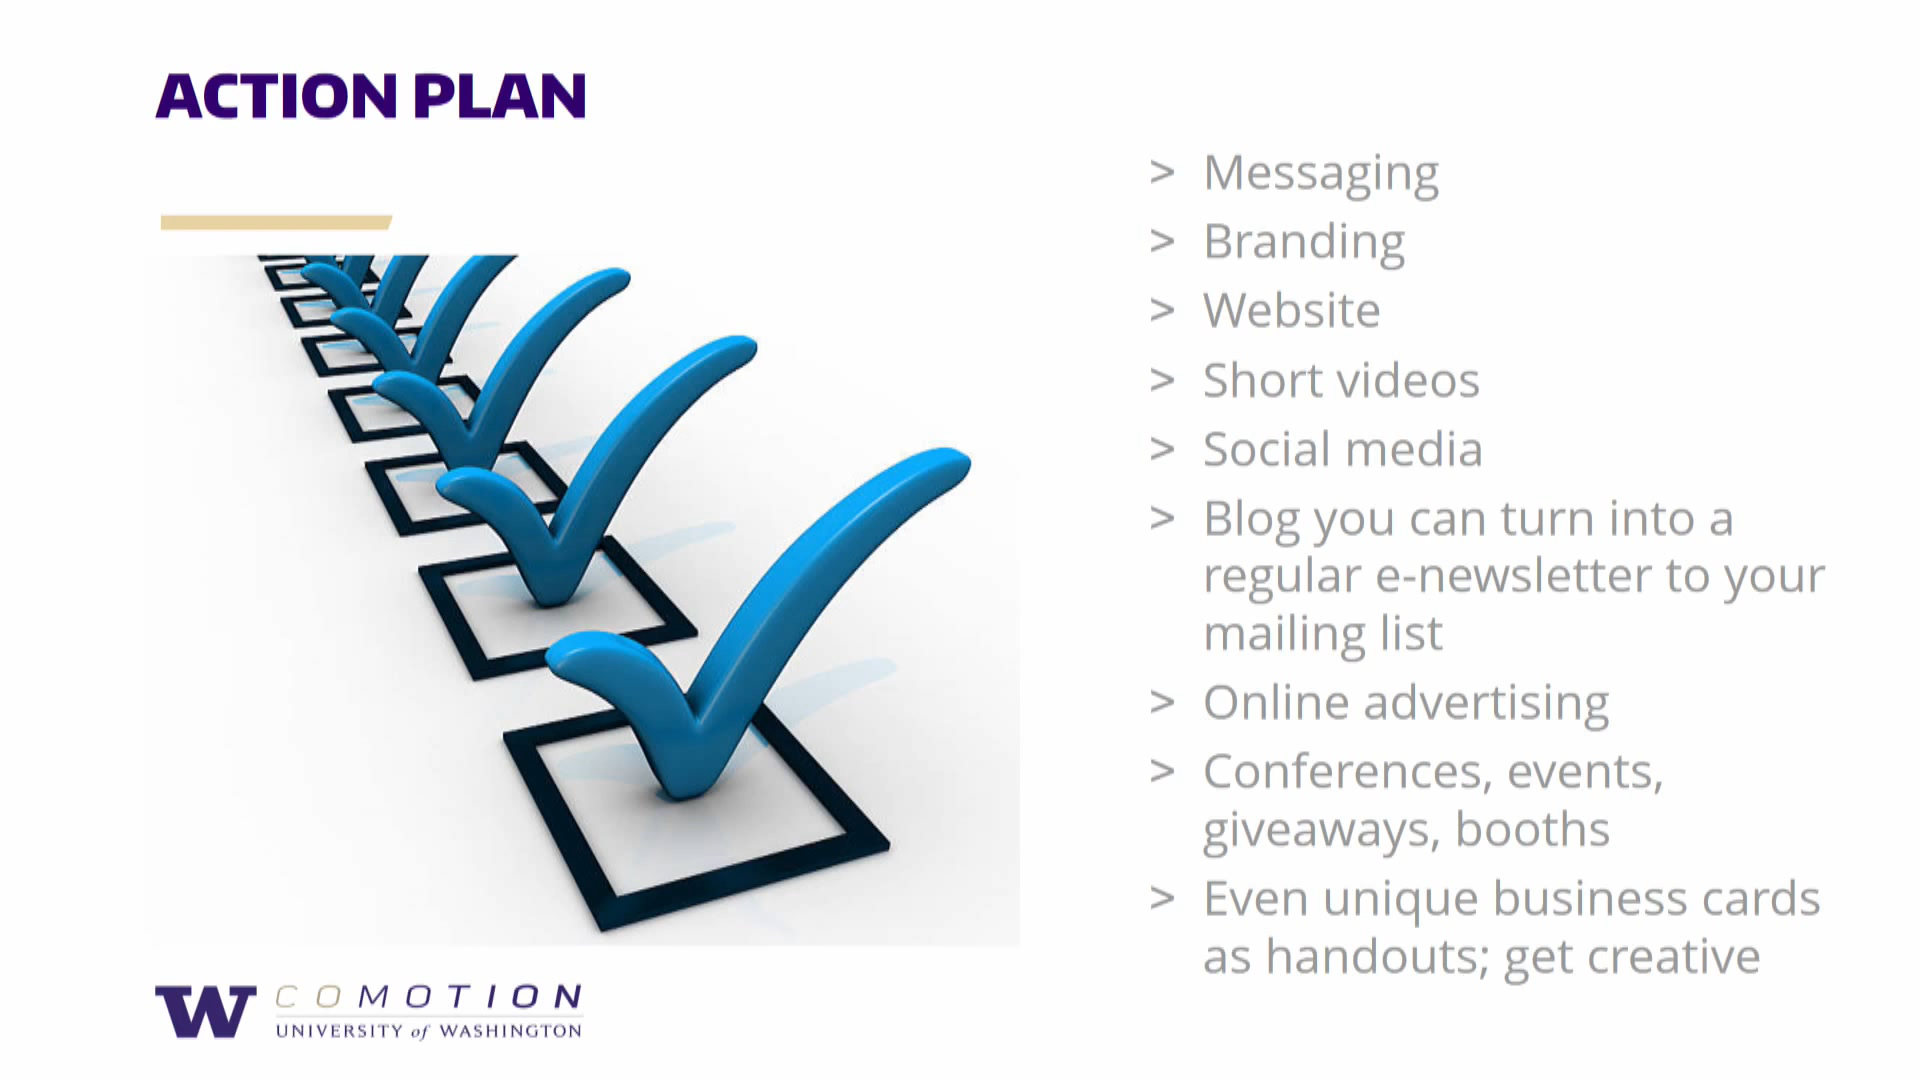 ACTION PLAN
> Messaging
> Branding
> Website
> Short videos
> Social media
> Blog you can turn into a
regular e-newsletter to your
mailing list
> Online advertising
> Conferences, events,
giveaways, booths
> Even unique business cards
as handouts; get creative
W COMOTION
UNIVERSITY of WASHINGTON